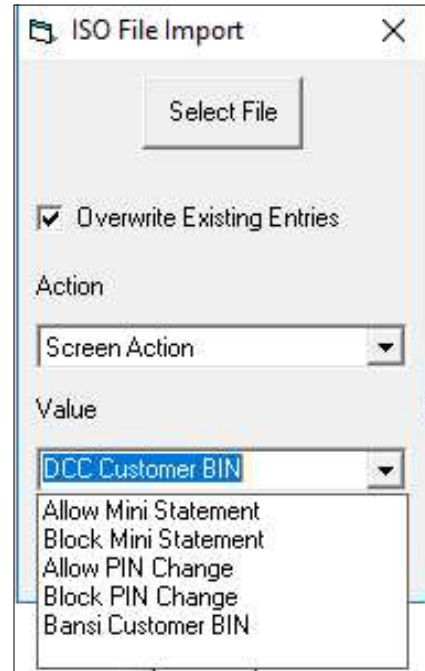 ISO File Import
Select File
Overwrite Existing Entries
Action
Screen Action
Value
DCC Customer BIN
Allow Mini Statement
Block Mini Statement
Allow PIN Change
Block PIN Change
Bansi Customer BIN